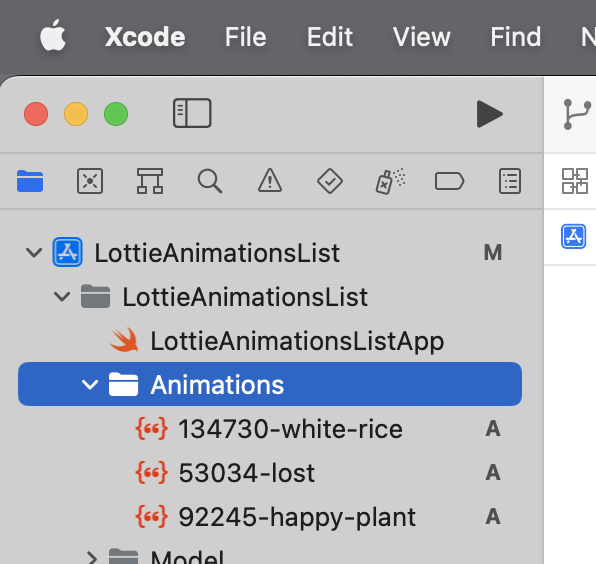 Xcode File Edit View Find N
LottieAnimationsList M
LottieAnimationsList
LottieAnimationsListApp
Animations
134730-white-rice A
53034-lost A
92245-happy-plant A
Model